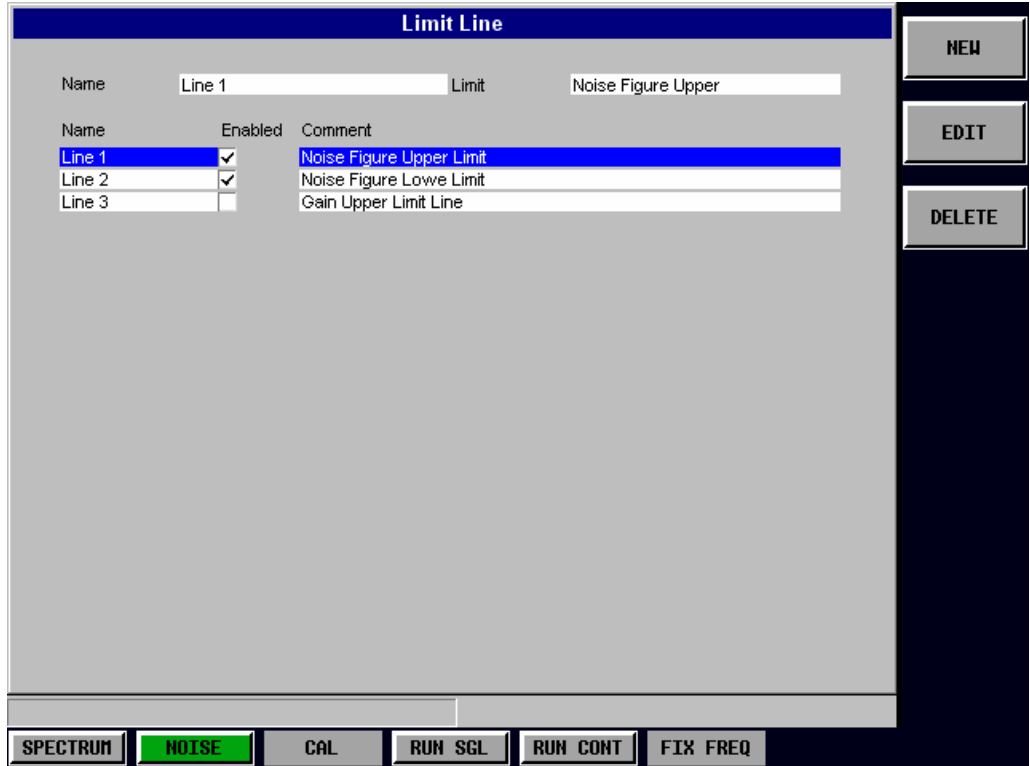 Limit Line
NEW
Name Line 1 Limit Noise Figure Upper
Name Enabled Comment
EDIT
Line 1 Noise Figure Upper Limit
Line 2 Noise Figure Lowe Limit
Line 3 Gain Upper Limit Line
DELETE
SPECTRUM NOISE CAL RUN SGL RUN CONT FIX FREQ